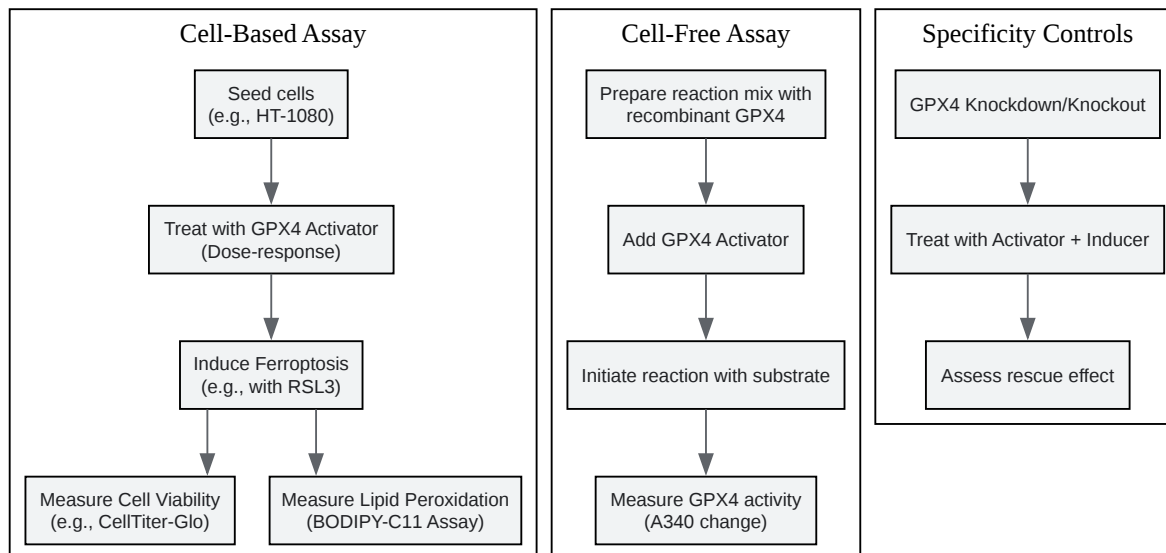 Cell-Based Assay
Seed cells
(e.g., HT-1080)
Treat with GPX4 Activator
(Dose-response)
Induce Ferroptosis
(e.g., with RSL3)
Measure Cell Viability
(e.g., CellTiter-Glo)
Measure Lipid Peroxidation
(BODIPY-C11 Assay)
Cell-Free Assay
Prepare reaction mix with
recombinant GPX4
Add GPX4 Activator
Initiate reaction with substrate
Measure GPX4 activity
(A340 change)
Specificity Controls
GPX4 Knockdown/Knockout
Treat with Activator + Inducer
Assess rescue effect